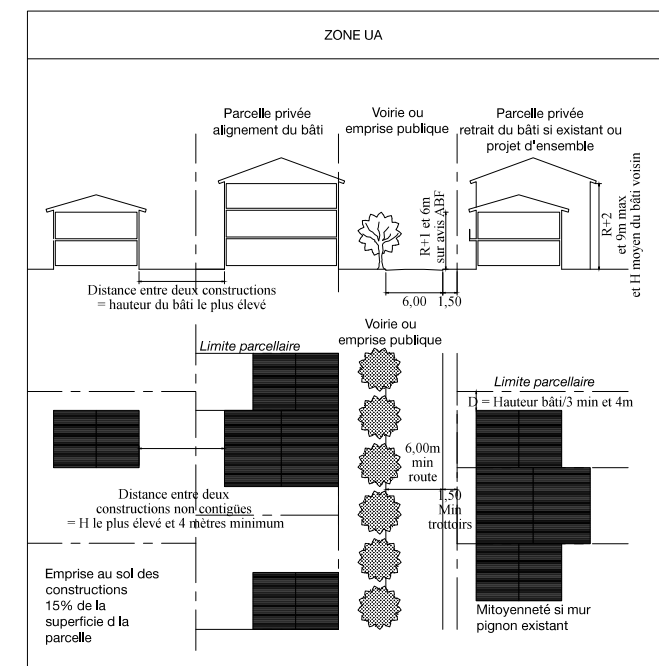 ZONE UA
Parcelle privée
alignement du bâti
Voirie ou
emprise publique
Parcelle privée
retrait du bâti si existant ou
projet d'ensemble
R+1 et 6m
sur avis ABF
R+2
et 9m max
et H moyen du bâti voisin
Distance entre deux constructions
= hauteur du bâti le plus élevé
6,00
1,50
Voirie ou
emprise publique
Limite parcellaire
Limite parcellaire
D = Hauteur bâti/3 min et 4m
6,00m
min
route
1,50
Min
trottoirs
Distance entre deux
constructions non contigües
= H le plus élevé et 4 mètres minimum
Emprise au sol des
constructions
15% de la
superficie d la
parcelle
Mitoyenneté si mur
pignon existant